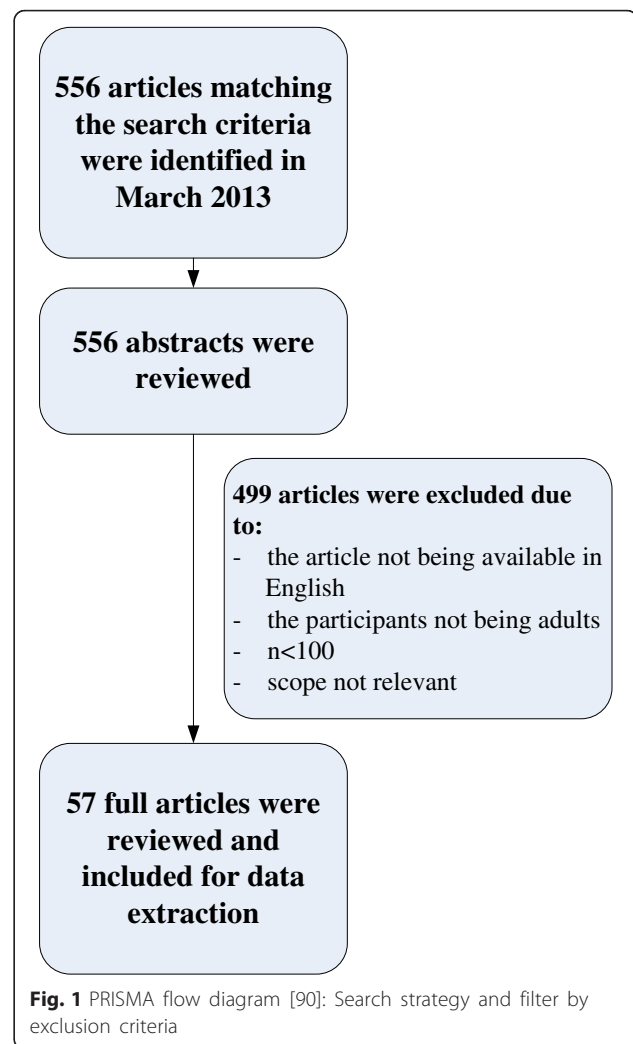 556 articles matching
the search criteria
were identified in
March 2013
556 abstracts were
reviewed
499 articles were excluded due
to:
- the article not being available in
English
- the participants not being adults
- n<100
- scope not relevant
57 full articles were
reviewed and
included for data
extraction
Fig. 1 PRISMA flow diagram [90]: Search strategy and filter by
exclusion criteria